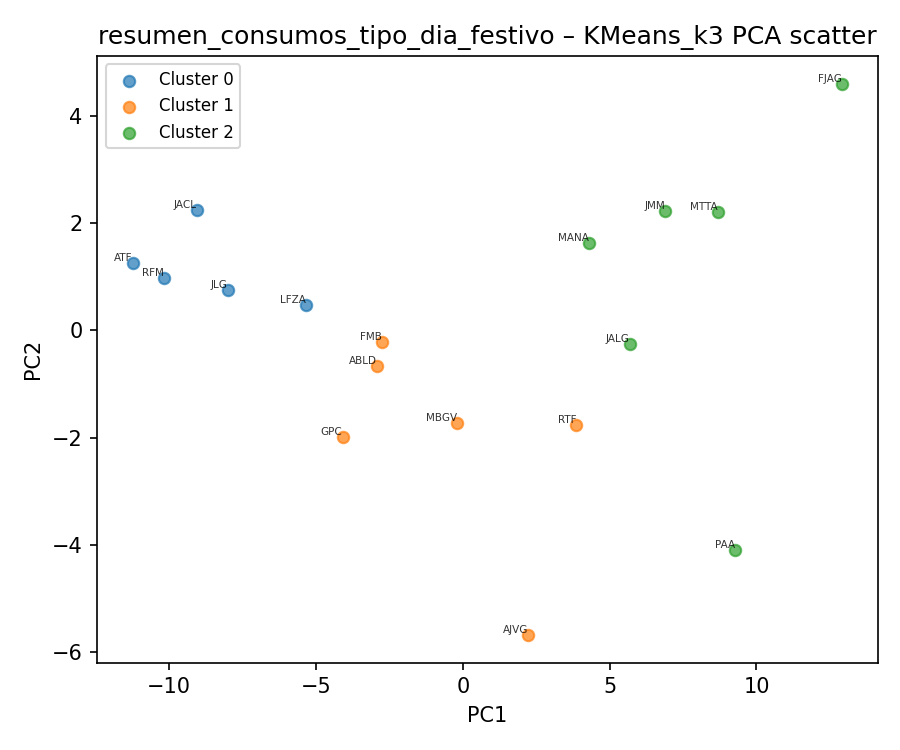 resumen_consumos_tipo_dia_festivo – KMeans_k3 PCA scatter
Cluster 0
Cluster 1
Cluster 2
FJAG
JACL
JMM
MTTA
MANA
ATF
RFM
JLG
LFZA
FMB
JALG
ABLD
MBGV
RTF
GPC
PAA
AJVG
4
2
0
−2
−4
−6
PC2
−10
−5
0
5
10
PC1